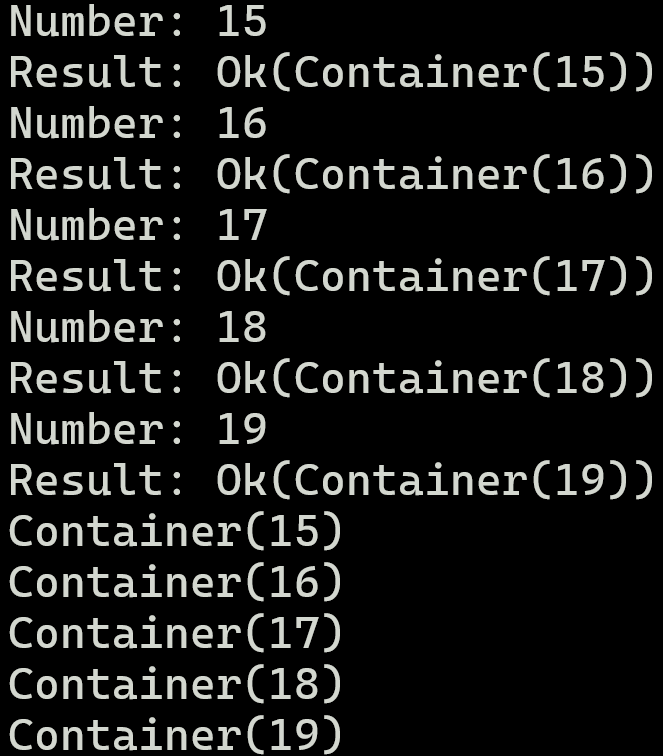 Number: 15
Result: Ok(Container(15))
Number: 16
Result: Ok(Container(16))
Number: 17
Result: Ok(Container(17))
Number: 18
Result: Ok(Container(18))
Number: 19
Result: Ok(Container(19))
Container(15)
Container(16)
Container(17)
Container(18)
Container(19)